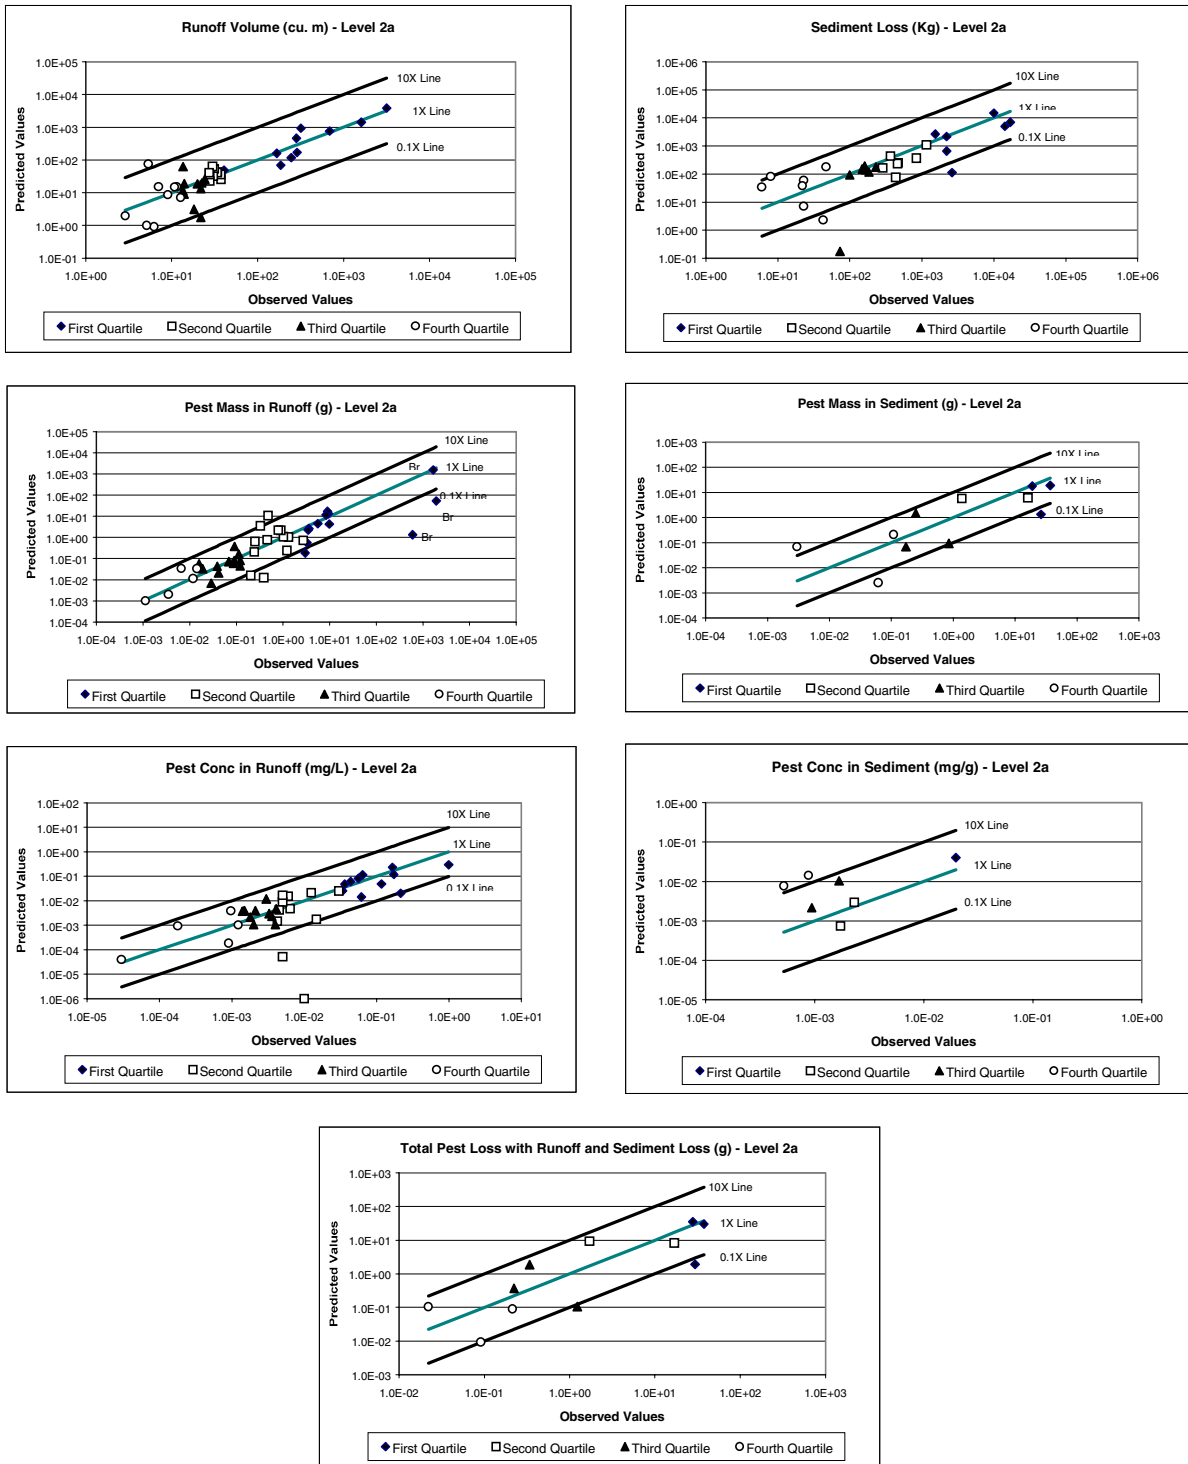 Runoff Volume (cu. m) - Level 2a
1.0E+05
1.0E+04
1.0E+03
1.0E+02
1.0E+01
1.0E+00
1.0E-01
Predicted Values
10X Line
1X Line
0.1X Line
1.0E+00 1.0E+01 1.0E+02 1.0E+03 1.0E+04 1.0E+05
Observed Values
First Quartile Second Quartile Third Quartile Fourth Quartile
Sediment Loss (Kg) - Level 2a
1.0E+06
1.0E+05
1.0E+04
1.0E+03
1.0E+02
1.0E+01
1.0E+00
1.0E-01
Predicted Values
10X Line
1X Line
0.1X Line
1.0E+00 1.0E+01 1.0E+02 1.0E+03 1.0E+04 1.0E+05 1.0E+06
Observed Values
First Quartile Second Quartile Third Quartile Fourth Quartile
Pest Mass in Runoff (g) - Level 2a
1.0E+05
1.0E+04
1.0E+03
1.0E+02
1.0E+01
1.0E+00
1.0E-01
1.0E-02
1.0E-03
1.0E-04
Predicted Values
10X Line
Br 1X Line
0.1X Line
Br
Br
1.0E-04 1.0E-03 1.0E-02 1.0E-01 1.0E+00 1.0E+01 1.0E+02 1.0E+03 1.0E+04 1.0E+05
Observed Values
First Quartile Second Quartile Third Quartile Fourth Quartile
Pest Mass in Sediment (g) - Level 2a
1.0E+03
1.0E+02
1.0E+01
1.0E+00
1.0E-01
1.0E-02
1.0E-03
1.0E-04
Predicted Values
10X Line
1X Line
0.1X Line
1.0E-04 1.0E-03 1.0E-02 1.0E-01 1.0E+00 1.0E+01 1.0E+02 1.0E+03
Observed Values
First Quartile Second Quartile Third Quartile Fourth Quartile
Pest Conc in Runoff (mg/L) - Level 2a
1.0E+02
1.0E+01
1.0E+00
1.0E-01
1.0E-02
1.0E-03
1.0E-04
1.0E-05
1.0E-06
Predicted Values
10X Line
1X Line
0.1X Line
1.0E-05 1.0E-04 1.0E-03 1.0E-02 1.0E-01 1.0E+00 1.0E+01
Observed Values
First Quartile Second Quartile Third Quartile Fourth Quartile
Pest Conc in Sediment (mg/g) - Level 2a
1.0E+00
1.0E-01
1.0E-02
1.0E-03
1.0E-04
1.0E-05
Predicted Values
10X Line
1X Line
0.1X Line
1.0E-04 1.0E-03 1.0E-02 1.0E-01 1.0E+00
Observed Values
First Quartile Second Quartile Third Quartile Fourth Quartile
Total Pest Loss with Runoff and Sediment Loss (g) - Level 2a
1.0E+03
1.0E+02
1.0E+01
1.0E+00
1.0E-01
1.0E-02
1.0E-03
Predicted Values
10X Line
1X Line
0.1X Line
1.0E-02 1.0E-01 1.0E+00 1.0E+01 1.0E+02 1.0E+03
Observed Values
First Quartile Second Quartile Third Quartile Fourth Quartile